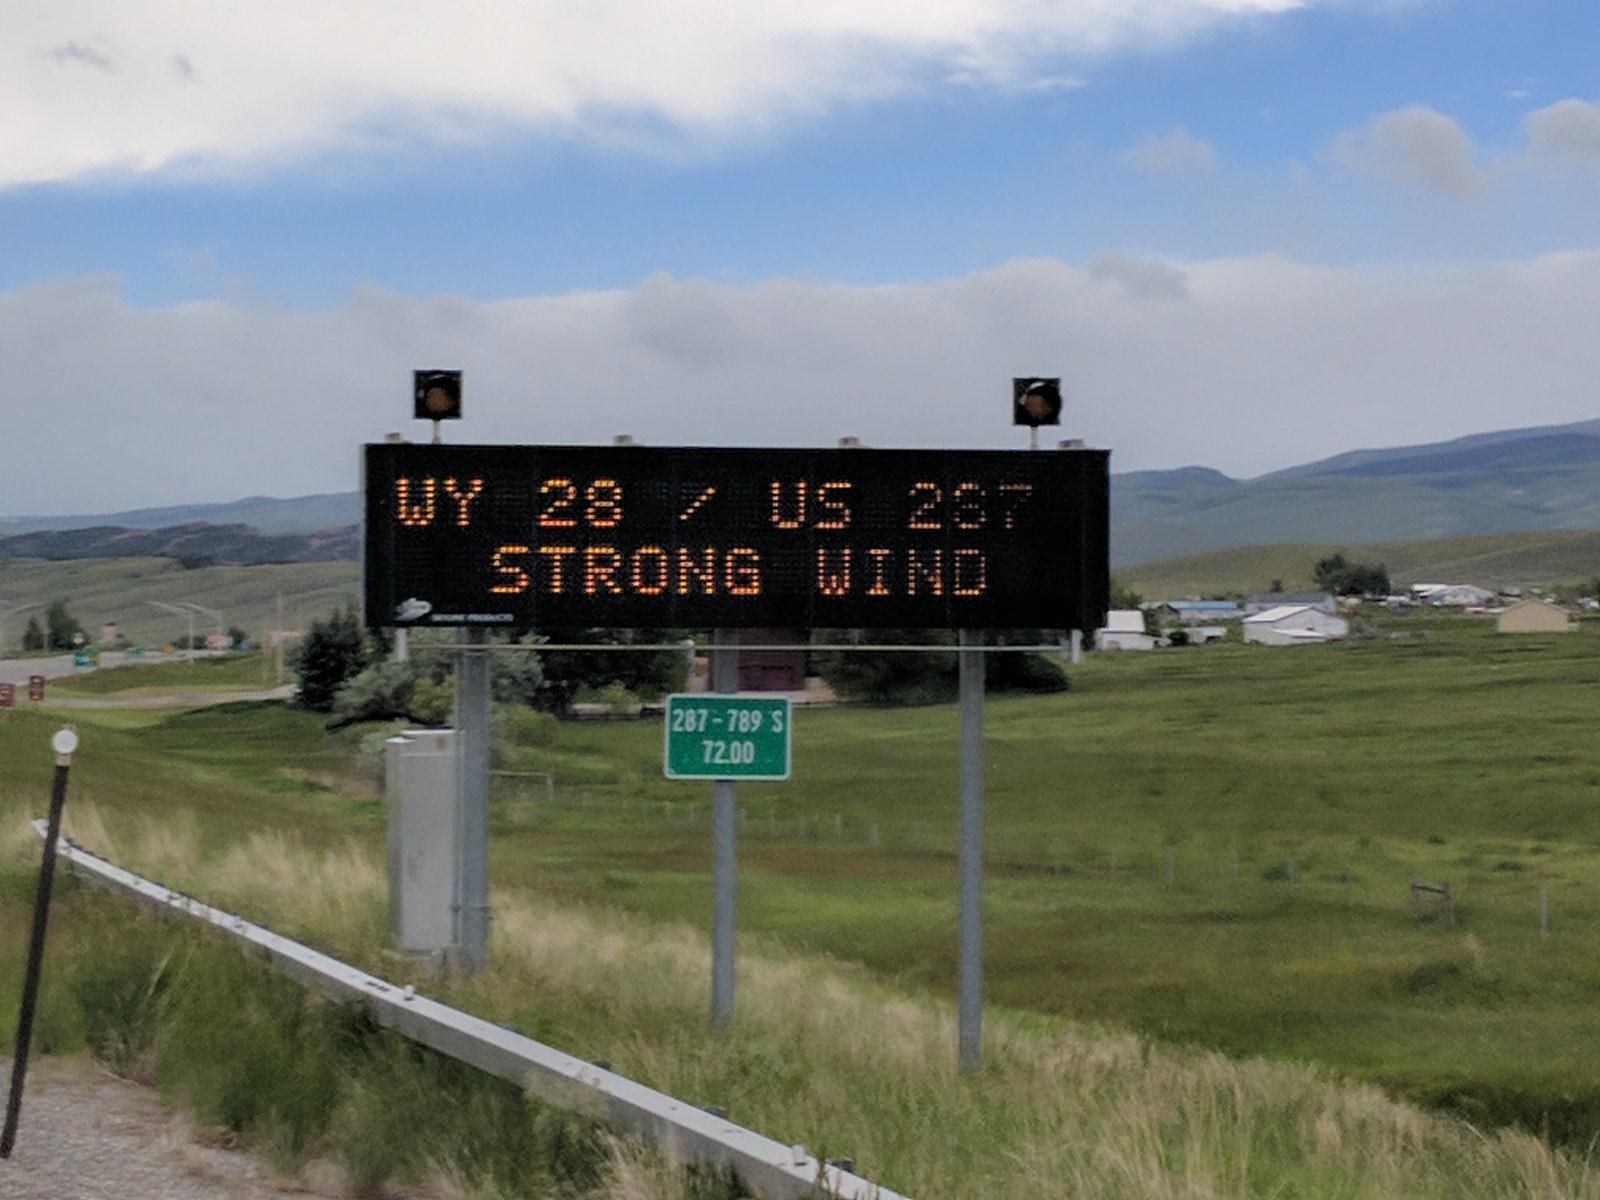 WY 28 / US 287
STRONG WIND
287-789 S
72.00